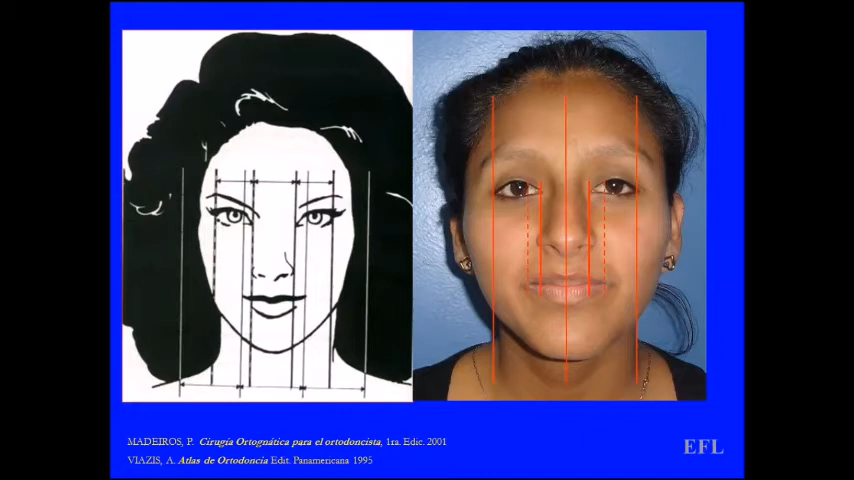 MADEIROS, P. Cirugía Ortognática para el ortodoncista, 1ra. Edic. 2001
VIAZIS, A. Atlas de Ortodoncia Edit. Panamericana 1995
EFL